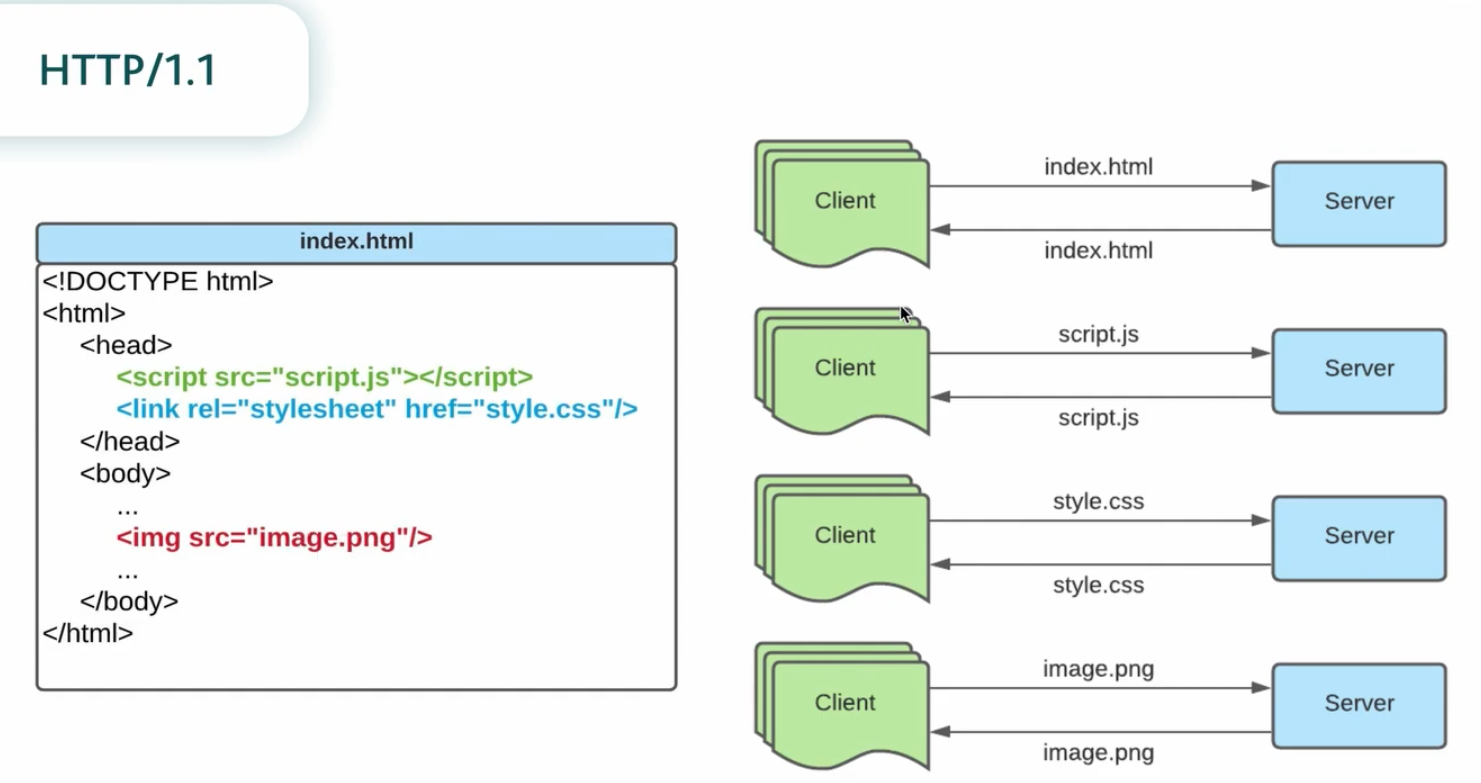 HTTP/1.1
index.html
<!DOCTYPE html>
<html>
<head>
<script src="script.js"></script>
<link rel="stylesheet" href="style.css"/>
</head>
<body>
...
<img src="image.png"/>
...
</body>
</html>
Client
index.html
index.html
Server
Client
script.js
script.js
Server
Client
style.css
style.css
Server
Client
image.png
image.png
Server